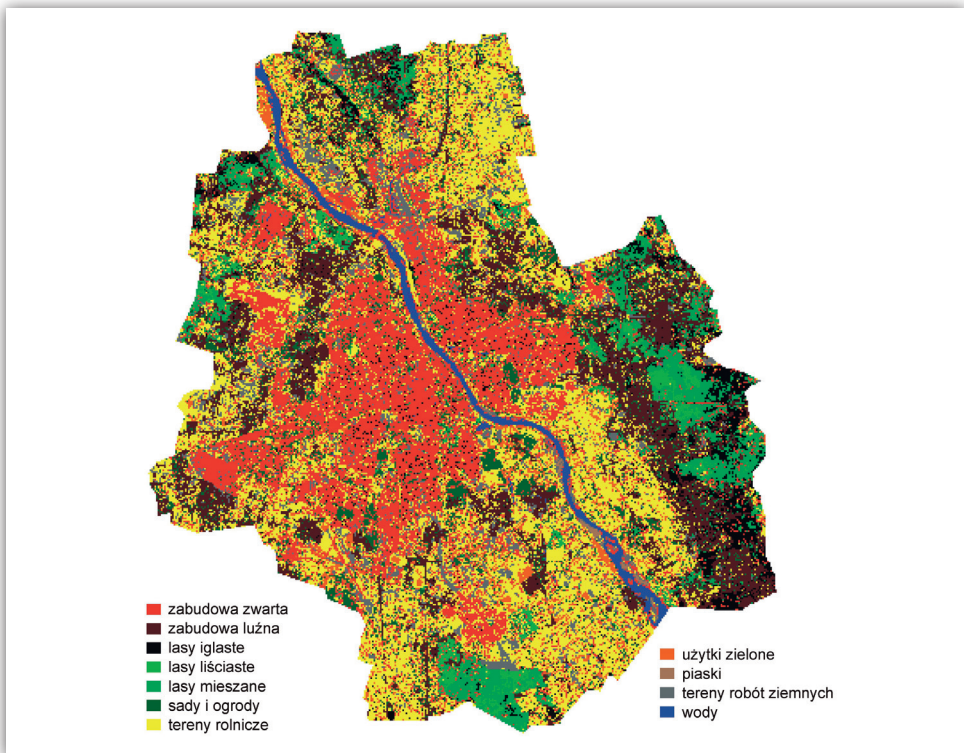 zabudowa zwarta
zabudowa luźna
lasy iglaste
lasy liściaste
lasy mieszane
sady i ogrody
tereny rolnicze
użytki zielone
piaski
tereny robót ziemnych
wody